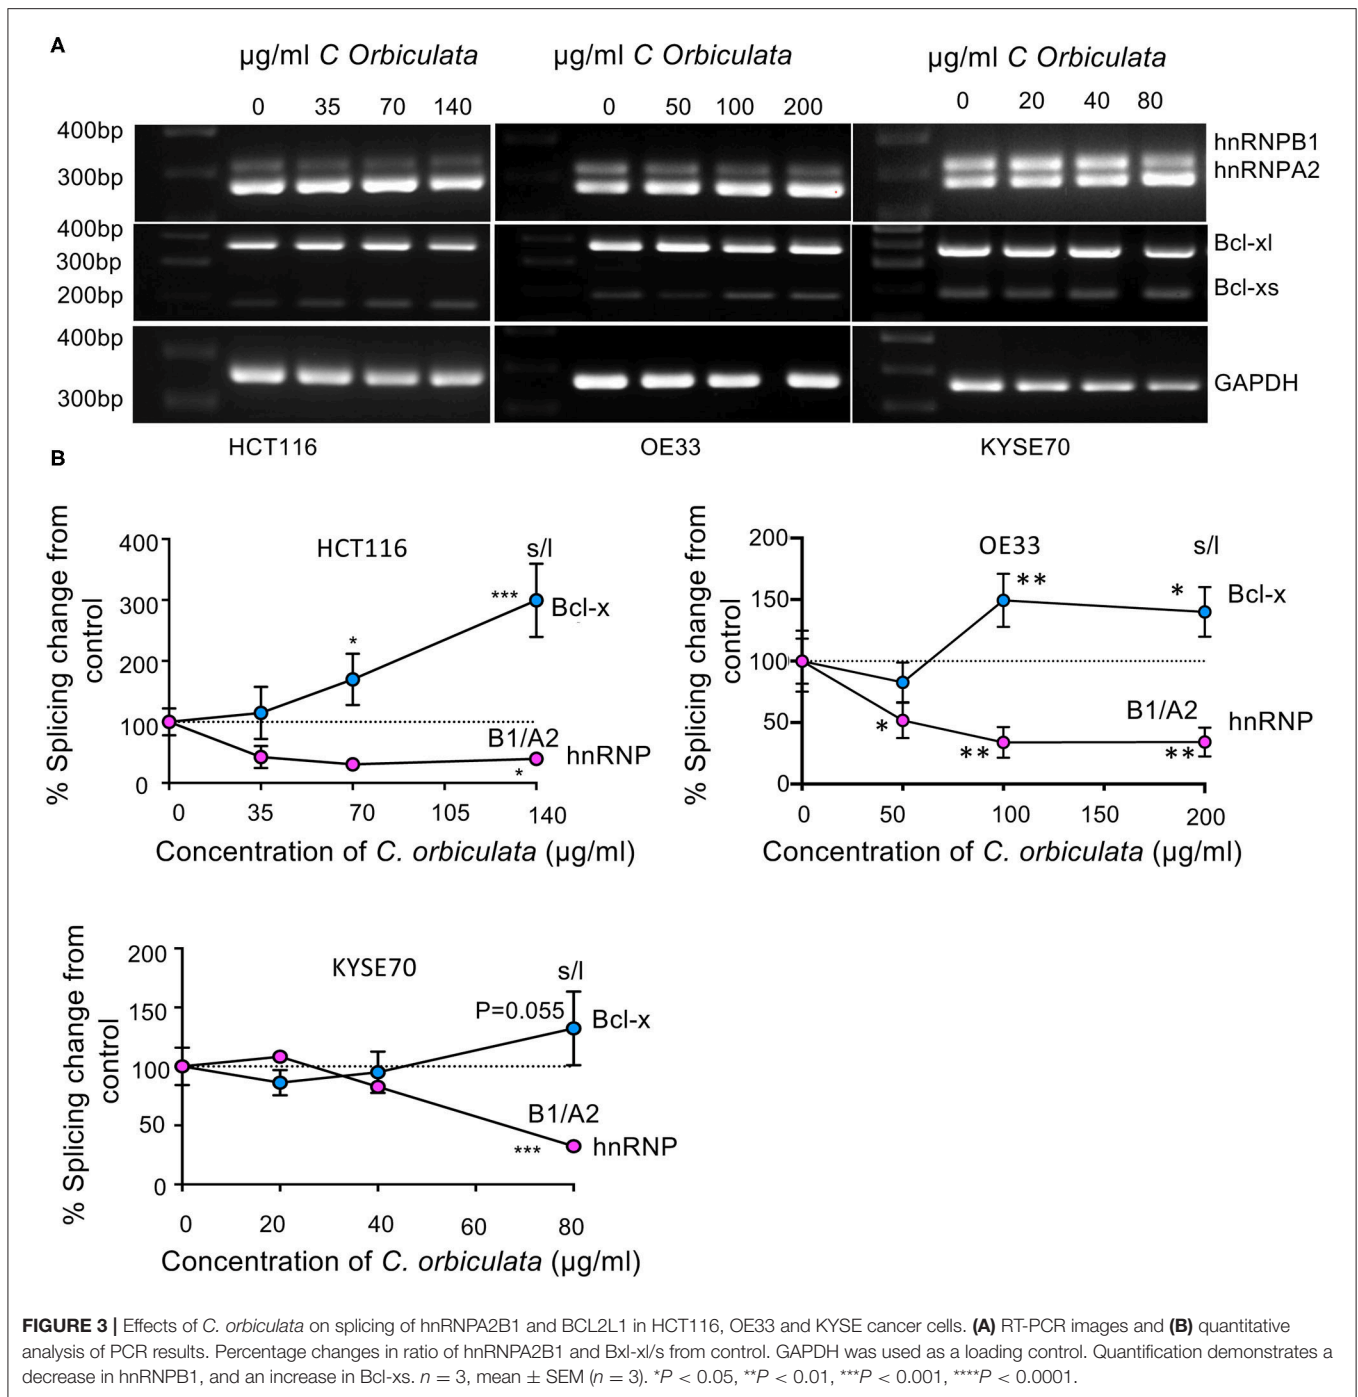 A
µg/ml C Orbiculata
µg/ml C Orbiculata
µg/ml C Orbiculata
0 35 70 140
0 50 100 200
0 20 40 80
400bp
300bp
hnRNPB1
hnRNPA2
400bp
300bp
200bp
Bcl-xl
Bcl-xs
400bp
300bp
GAPDH
HCT116
OE33
KYSE70
B
% Splicing change from
control
400
300
200
100
0
HCT116
s/l
***
Bcl-x
*
B1/A2
hnRNP
*
0 35 70 105 140
Concentration of C. orbiculata (µg/ml)
% Splicing change from
control
200
150
100
50
0
OE33
s/l
**
*
Bcl-x
B1/A2
hnRNP
*
**
**
0 50 100 150 200
Concentration of C. orbiculata (µg/ml)
% Splicing change from
control
200
150
100
50
0
KYSE70
s/l
P=0.055
Bcl-x
B1/A2
***
hnRNP
0 20 40 60 80
Concentration of C. orbiculata (µg/ml)
FIGURE 3 | Effects of C. orbiculata on splicing of hnRNPA2B1 and BCL2L1 in HCT116, OE33 and KYSE cancer cells. (A) RT-PCR images and (B) quantitative
analysis of PCR results. Percentage changes in ratio of hnRNPA2B1 and Bxl-xl/s from control. GAPDH was used as a loading control. Quantification demonstrates a
decrease in hnRNPB1, and an increase in Bcl-xs. n = 3, mean ± SEM (n = 3). *P < 0.05, **P < 0.01, ***P < 0.001, ****P < 0.0001.